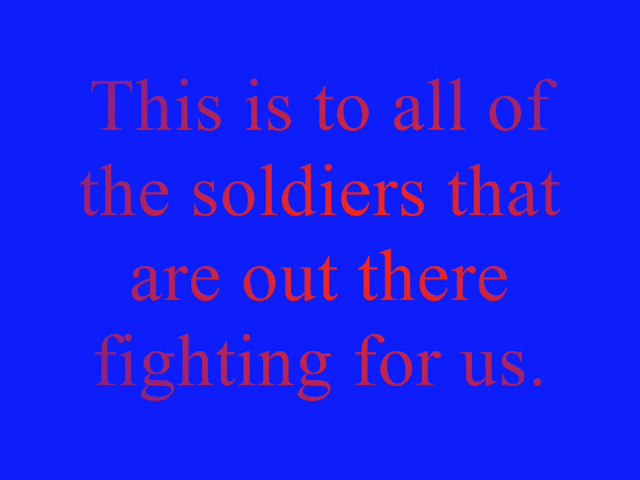 This is to all of
the soldiers that
are out there
fighting for us.